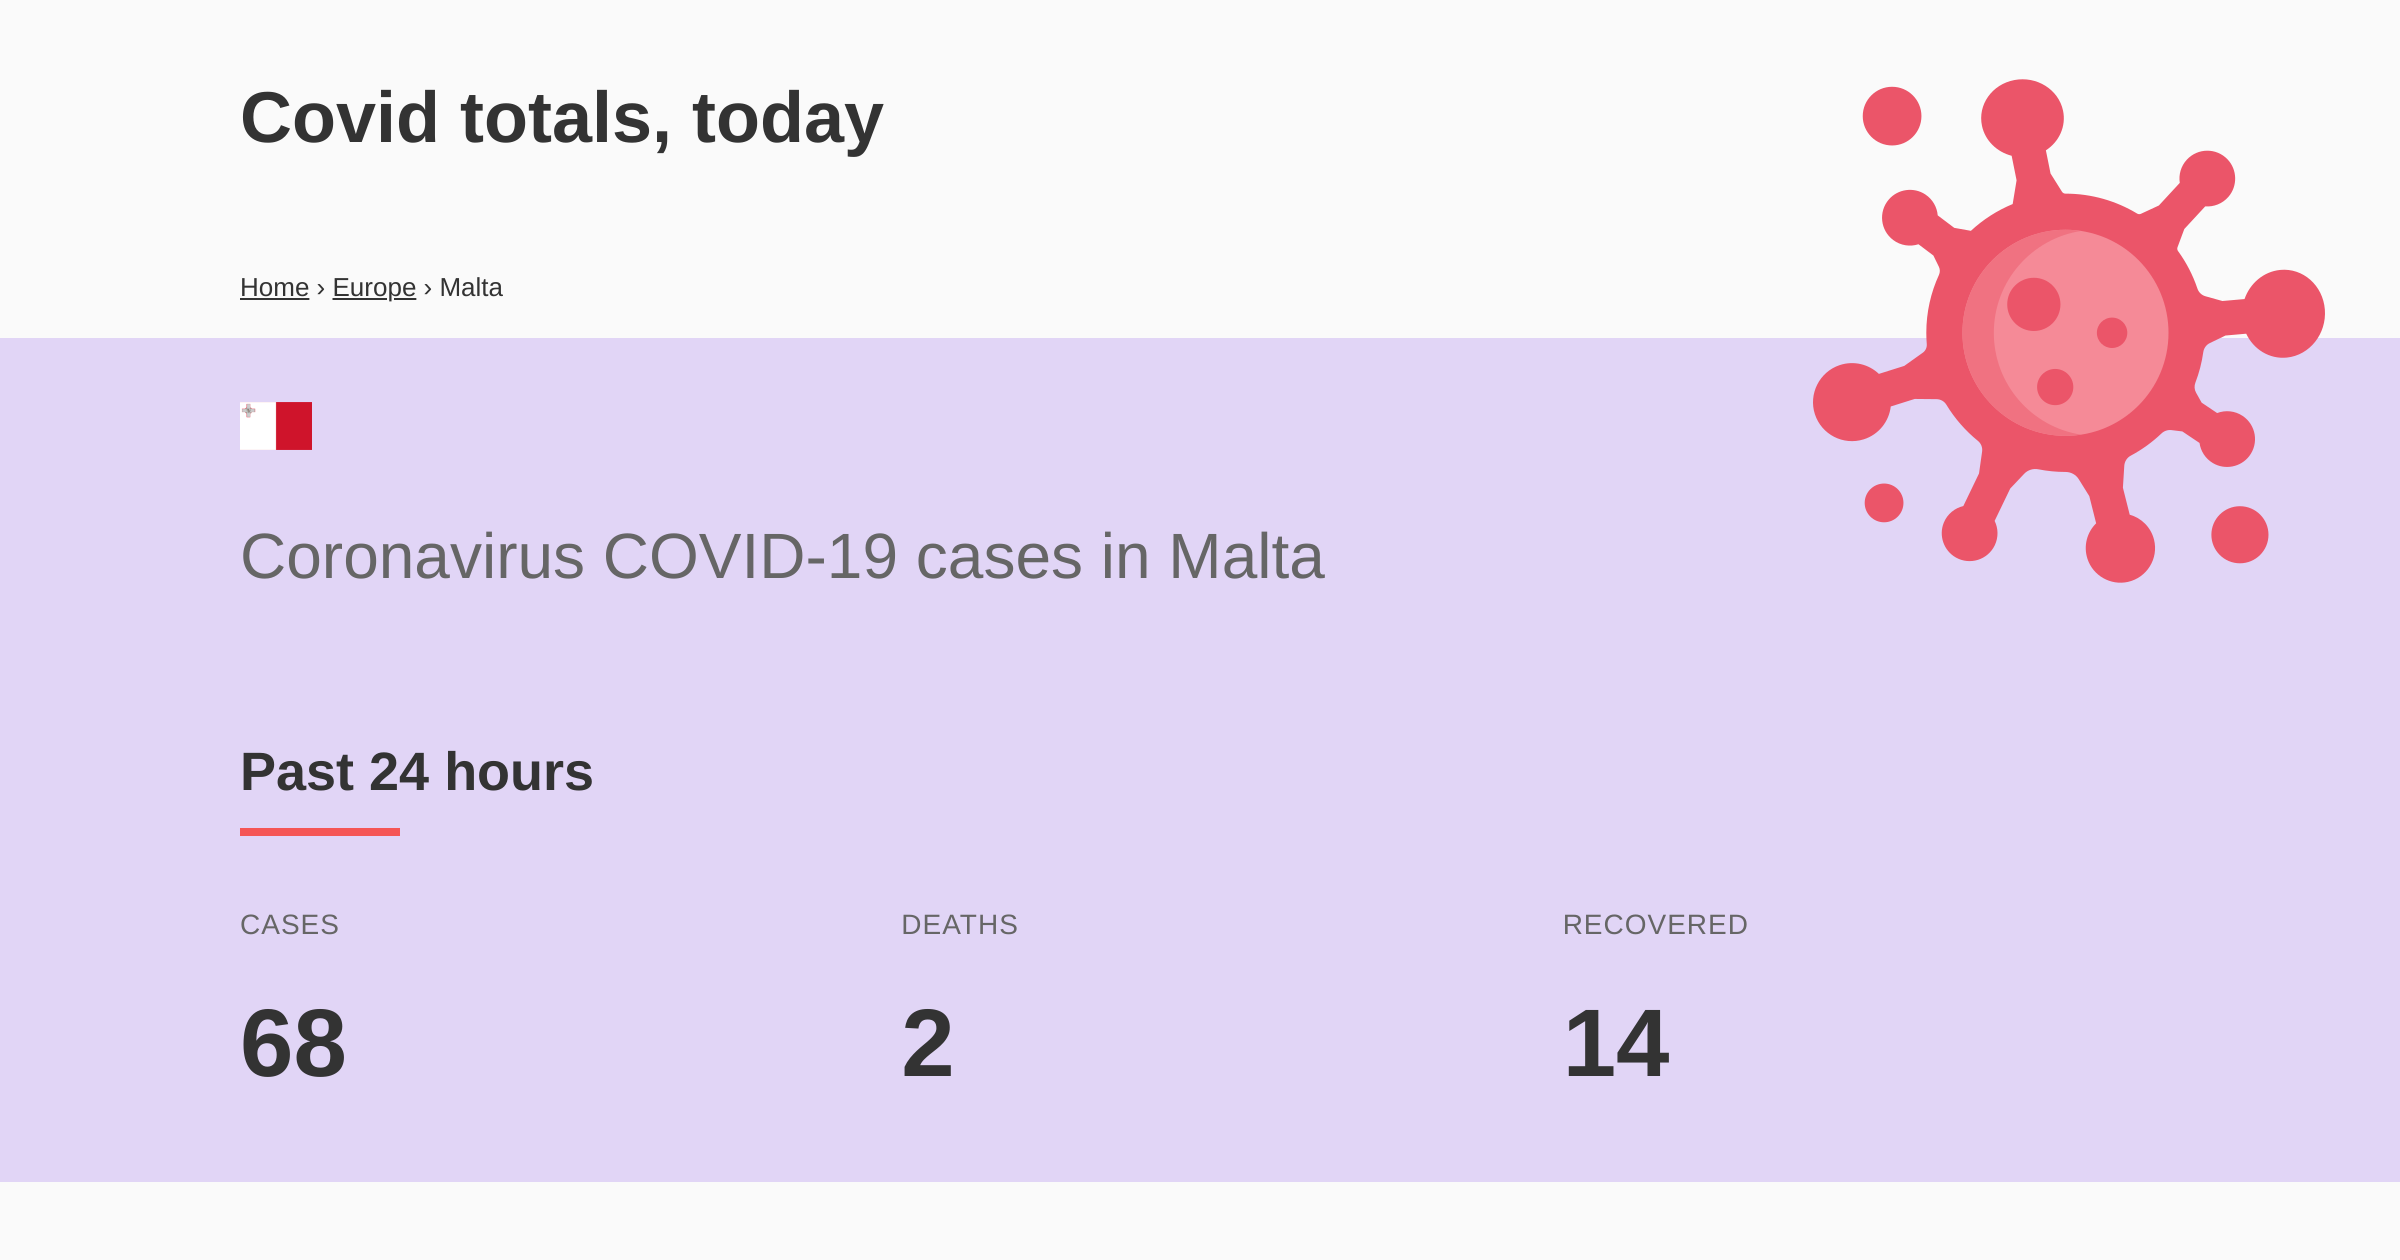 Covid totals, today
Home › Europe › Malta
Coronavirus COVID-19 cases in Malta
Past 24 hours
CASES DEATHS RECOVERED
68 2 14